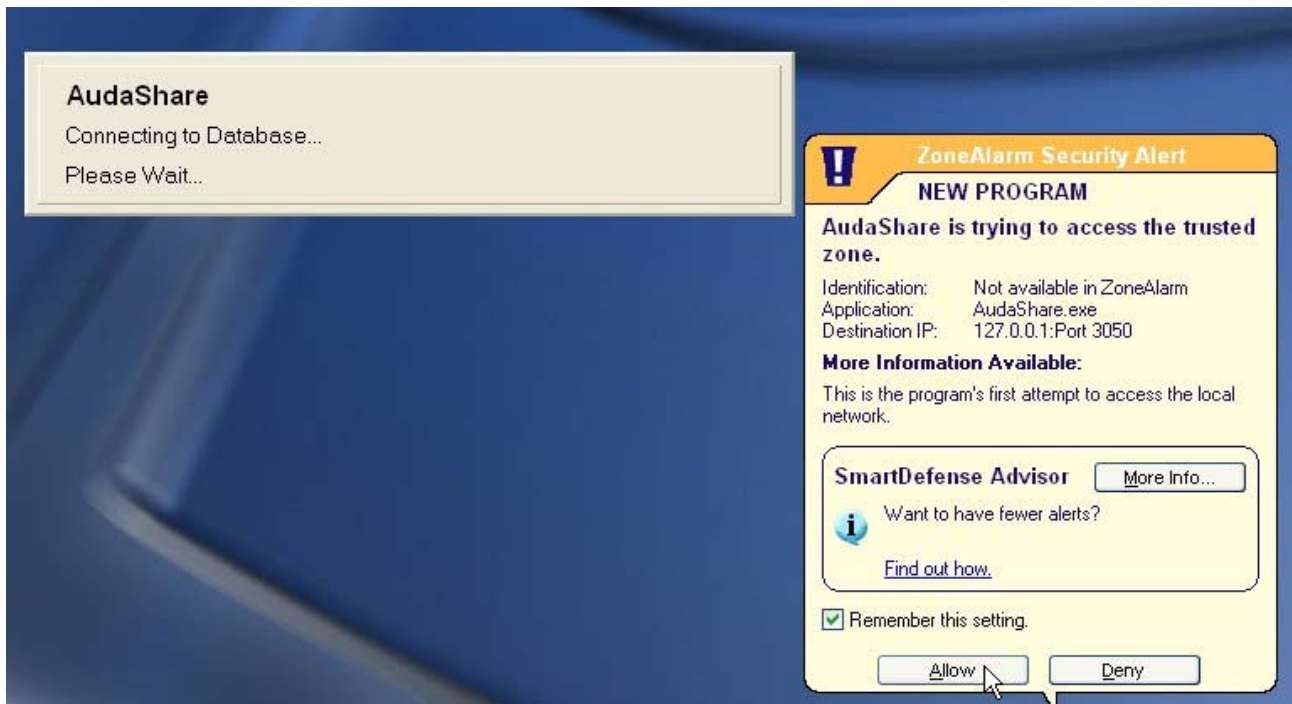 AudaShare
Connecting to Database...
Please Wait...
ZoneAlarm Security Alert
NEW PROGRAM
AudaShare is trying to access the trusted
zone.
Identification: Not available in ZoneAlarm
Application: AudaShare.exe
Destination IP: 127.0.0.1:Port 3050
More Information Available:
This is the program's first attempt to access the local
network.
SmartDefense Advisor More Info...
Want to have fewer alerts?
Find out how.
Remember this setting.
Allow Deny